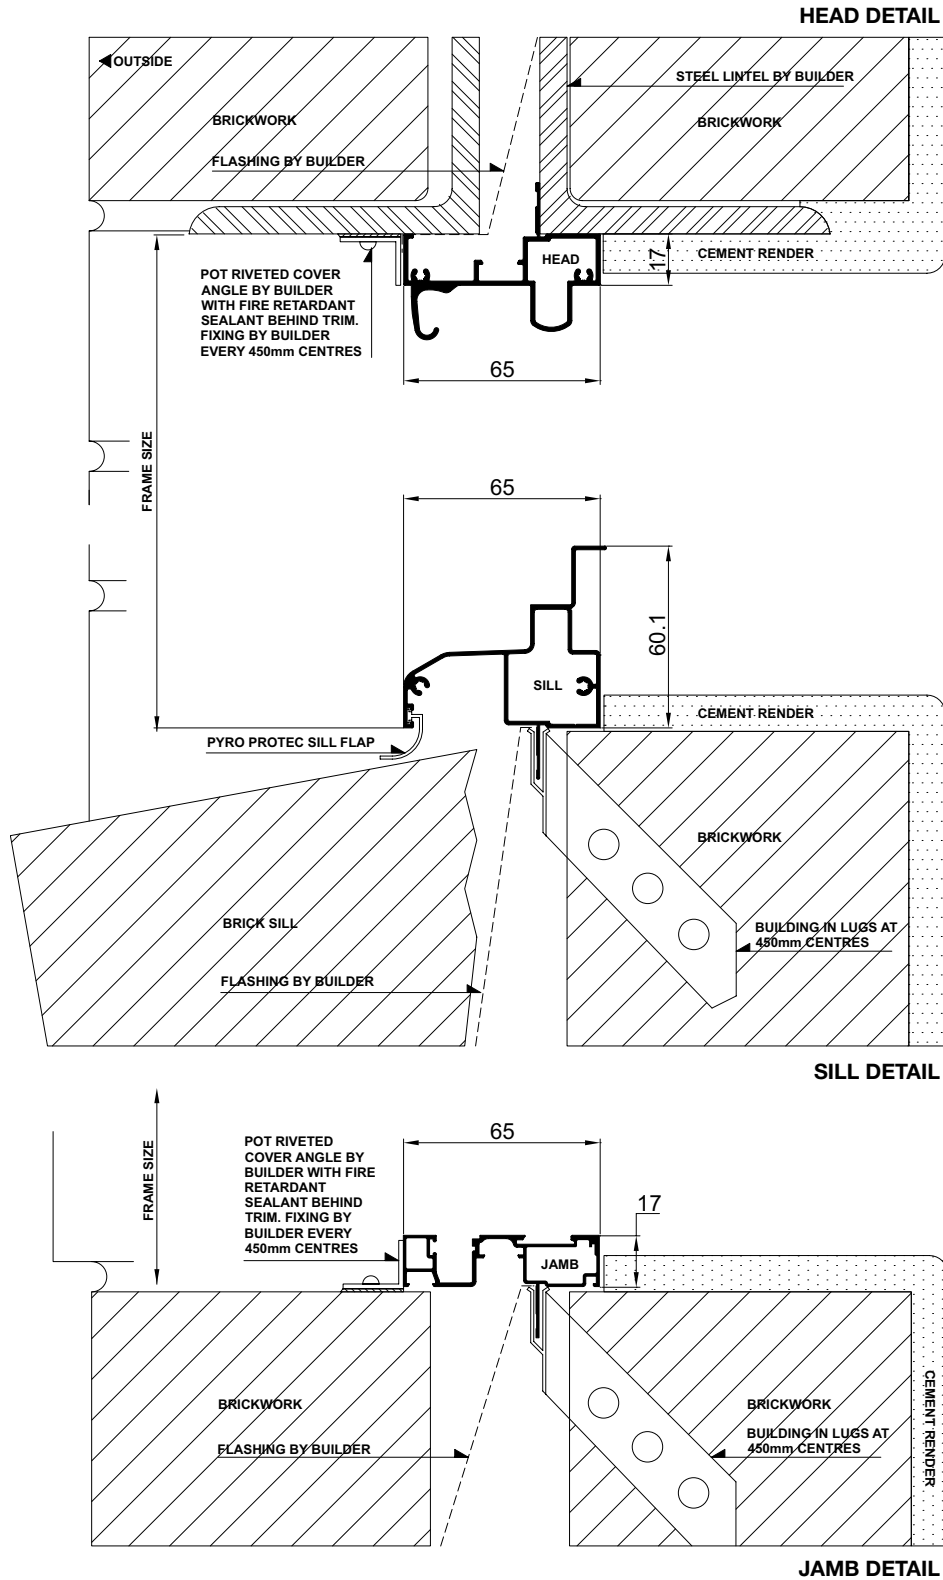 HEAD DETAIL
OUTSIDE
STEEL LINTEL BY BUILDER
BRICKWORK
BRICKWORK
FLASHING BY BUILDER
HEAD
17
CEMENT RENDER
POT RIVETED COVER
ANGLE BY BUILDER
WITH FIRE RETARDANT
SEALANT BEHIND TRIM.
FIXING BY BUILDER
EVERY 450mm CENTRES
65
FRAME SIZE
65
60.1
SILL
CEMENT RENDER
PYRO PROTEC SILL FLAP
BRICKWORK
BRICK SILL
BUILDING IN LUGS AT
450mm CENTRES
FLASHING BY BUILDER
SILL DETAIL
FRAME SIZE
POT RIVETED
COVER ANGLE BY
BUILDER WITH FIRE
RETARDANT
SEALANT BEHIND
TRIM. FIXING BY
BUILDER EVERY
450mm CENTRES
65
17
JAMB
BRICKWORK
BRICKWORK
CEMENT RENDER
FLASHING BY BUILDER
BUILDING IN LUGS AT
450mm CENTRES
JAMB DETAIL